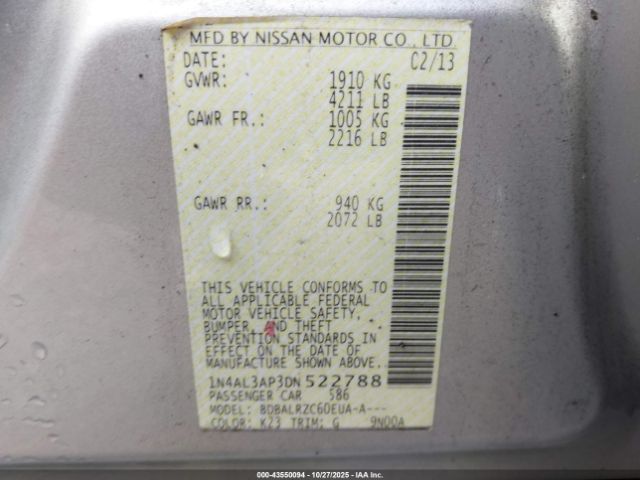 MFD BY NISSAN MOTOR CO., LTD.
DATE: 02/13
GVWR: 1910 KG
4211 LB
GAWR FR.: 1005 KG
2216 LB
GAWR RR.: 940 KG
2072 LB
THIS VEHICLE CONFORMS TO
ALL APPLICABLE FEDERAL
MOTOR VEHICLE SAFETY,
BUMPER, AND THEFT
PREVENTION STANDARDS IN
EFFECT ON THE DATE OF
MANUFACTURE SHOWN ABOVE.
1N4AL3AP3DN522788
PASSENGER CAR 586
MODEL: BDBALRZC6DEUA-A---
COLOR: K23 TRIM: G 9N00A
000-43550094 - 10/27/2025 - IAA Inc.